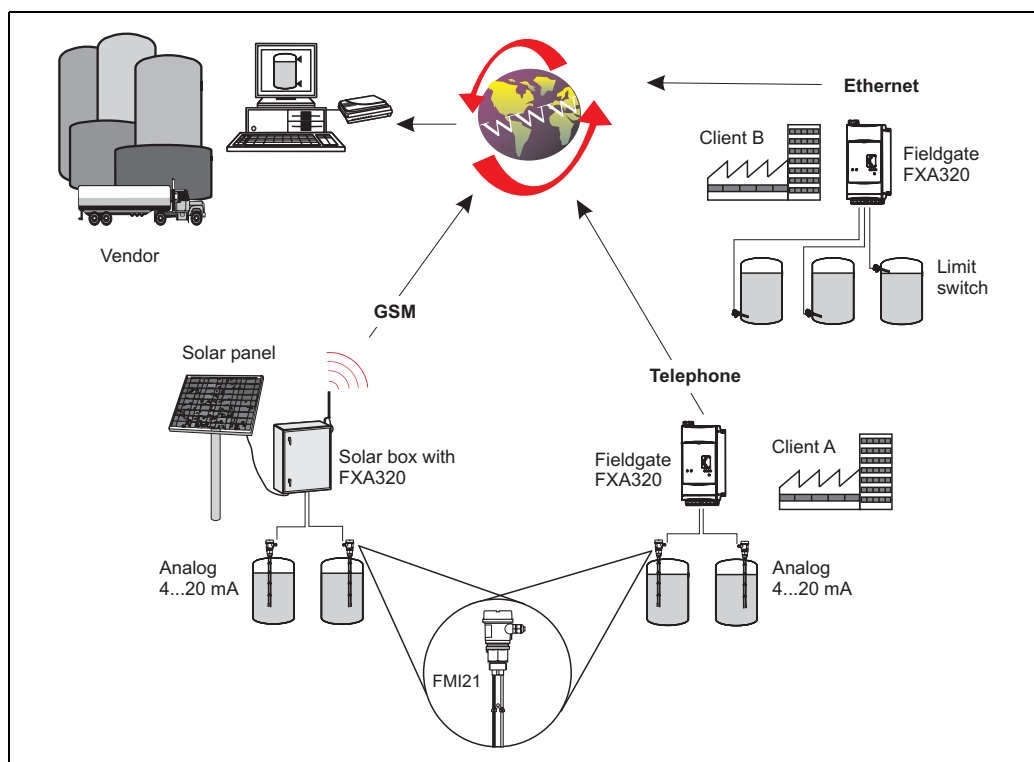 Ethernet
Client B
Fieldgate
FXA320
WWW
Vendor
Limit
switch
GSM
Solar panel
Telephone
Solar box with
FXA320
Fieldgate
FXA320
Client A
Analog
4...20 mA
Analog
4...20 mA
FMI21